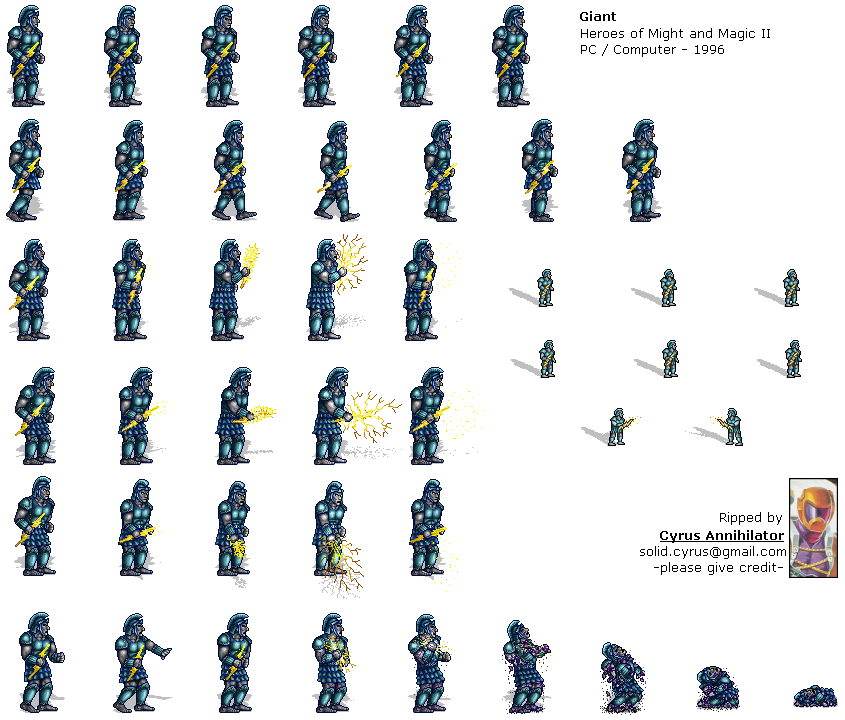 Giant
Heroes of Might and Magic II
PC / Computer - 1996
Ripped by
Cyrus Annihilator
solid.cyrus@gmail.com
-please give credit-